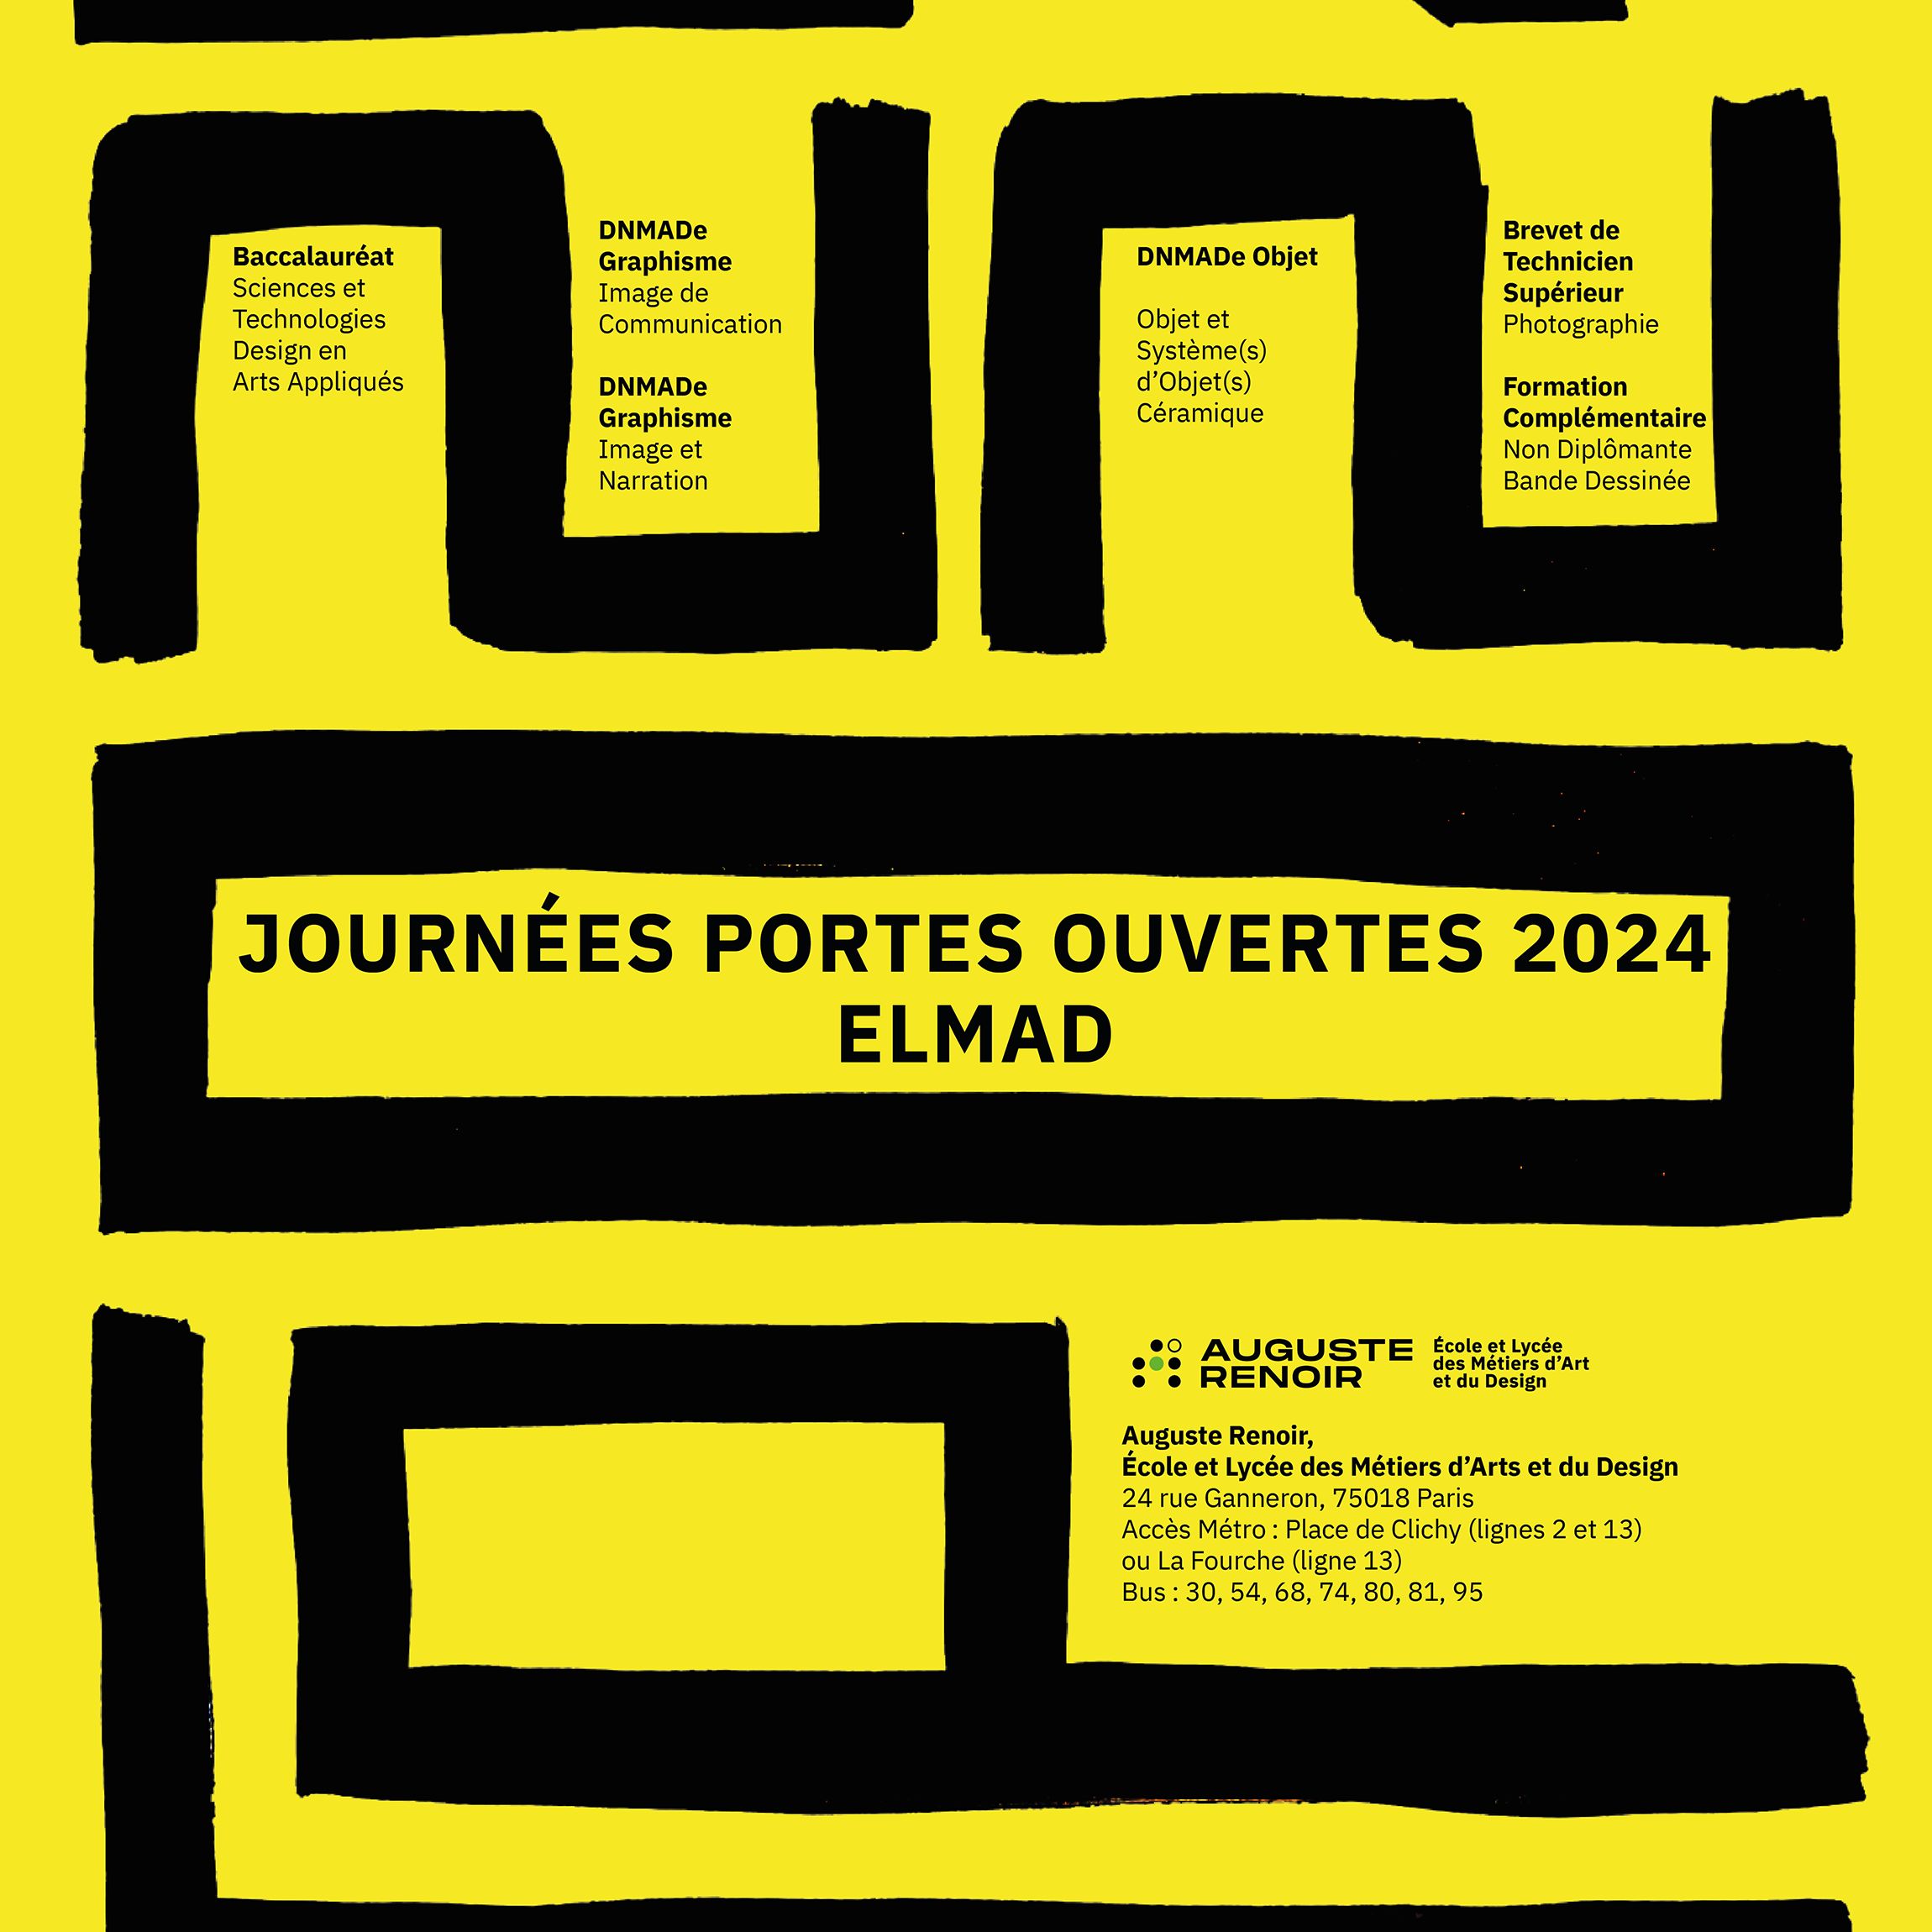 Baccalauréat
Sciences et
Technologies
Design en
Arts Appliqués
DNMADe
Graphisme
Image de
Communication
DNMADe
Graphisme
Image et
Narration
DNMADe Objet
Objet et
Système(s)
d’Objet(s)
Céramique
Brevet de
Technicien
Supérieur
Photographie
Formation
Complémentaire
Non Diplômante
Bande Dessinée
JOURNÉES PORTES OUVERTES 2024
ELMAD
AUGUSTE
RENOIR
École et Lycée
des Métiers d’Art
et du Design
Auguste Renoir,
École et Lycée des Métiers d’Arts et du Design
24 rue Ganneron, 75018 Paris
Accès Métro : Place de Clichy (lignes 2 et 13)
ou La Fourche (ligne 13)
Bus : 30, 54, 68, 74, 80, 81, 95